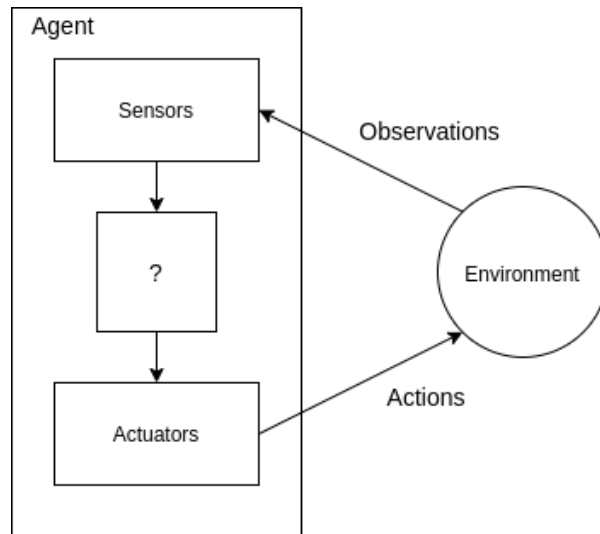 Agent
Sensors
Observations
?
Environment
Actions
Actuators